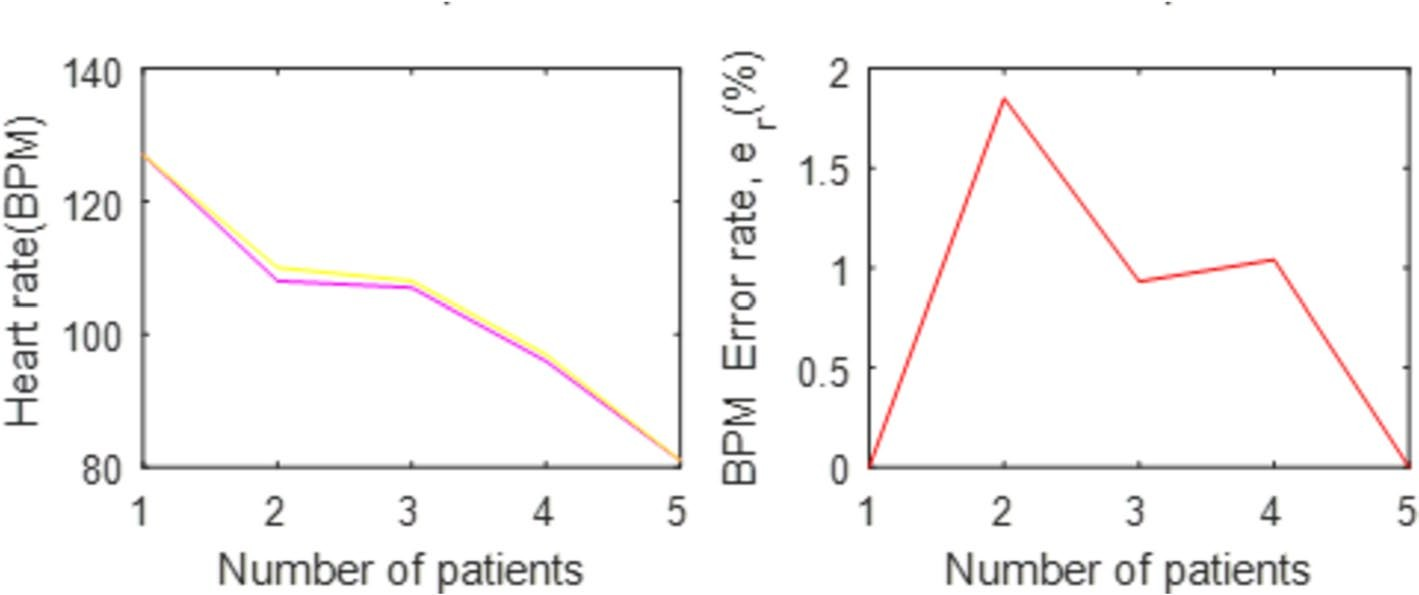 Heart rate(BPM)
140
120
100
80
1 2 3 4 5
Number of patients
BPM Error rate, e r(%)
2
1.5
1
0.5
0
1 2 3 4 5
Number of patients